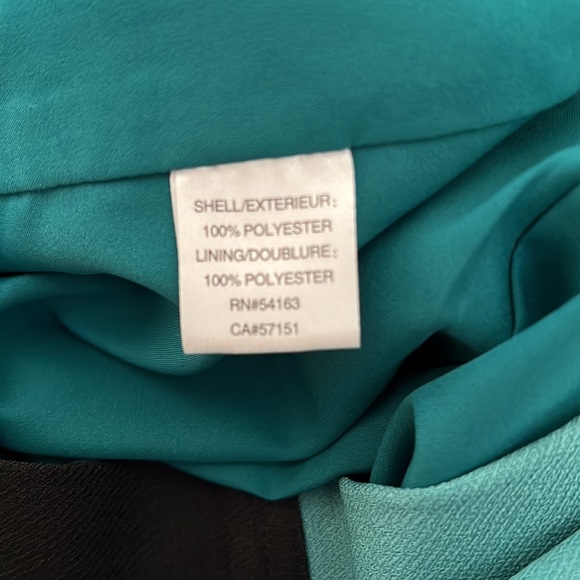 SHELL/EXTERIEUR:
100% POLYESTER
LINING/DOUBLURE:
100% POLYESTER
RN#54163
CA#57151